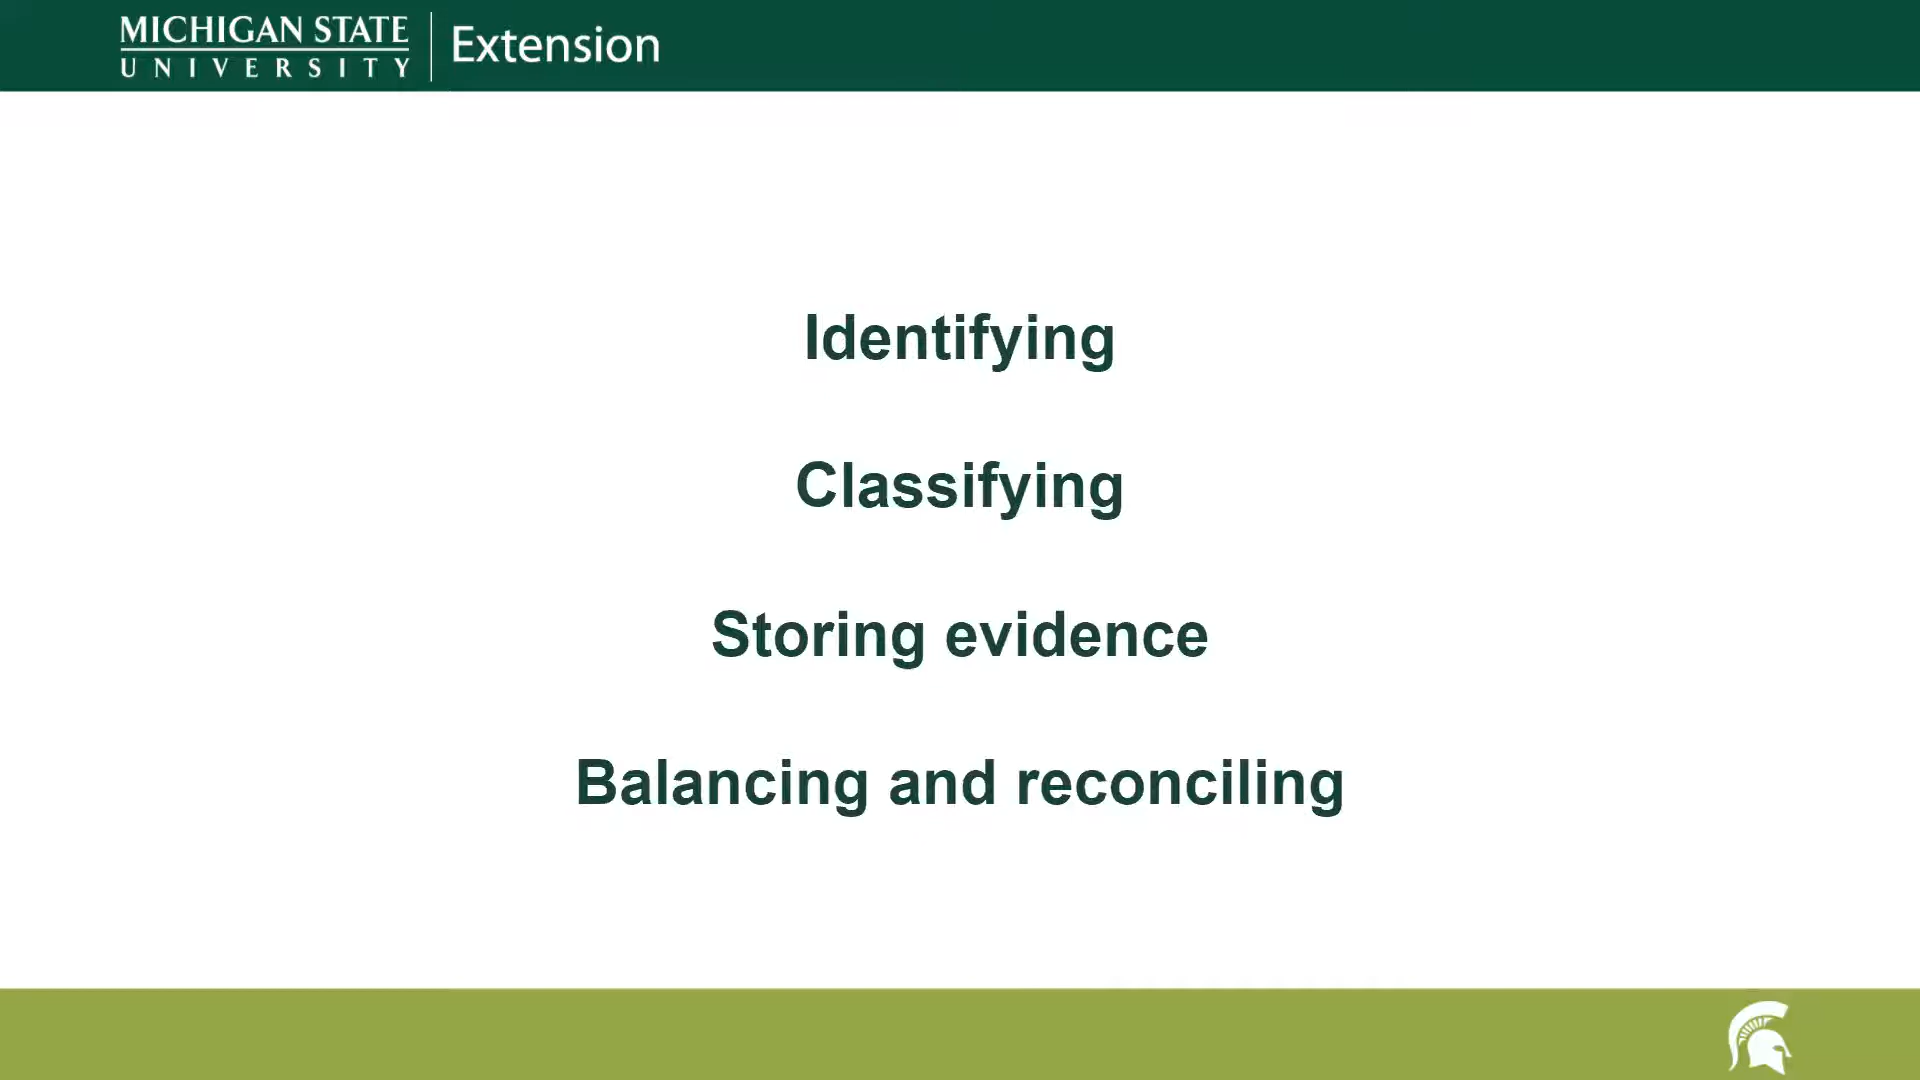 MICHIGAN STATE
UNIVERSITY
Extension
Identifying
Classifying
Storing evidence
Balancing and reconciling